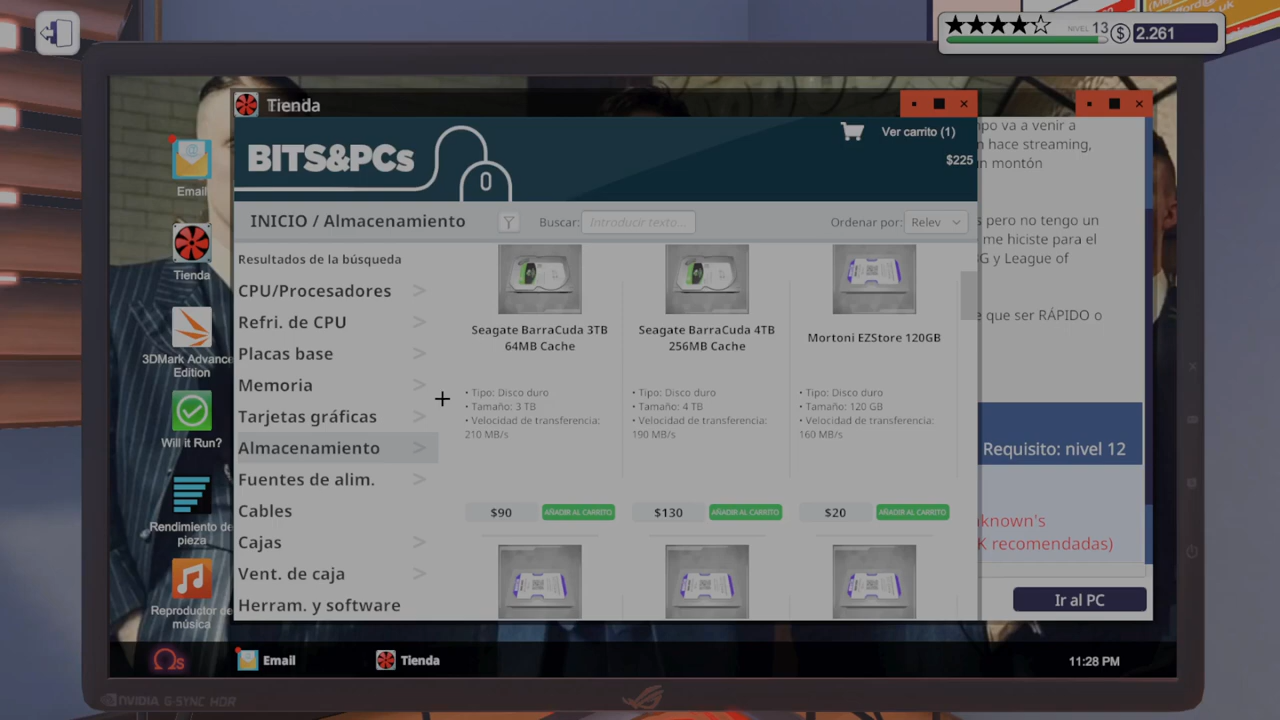 NIVEL 13
$ 2.261
Tienda
BITS&PCs
Ver carrito (1)
$225
INICIO / Almacenamiento
Buscar:
Introducir texto...
Ordenar por:
Relev
Resultados de la búsqueda
CPU/Procesadores >
Refri. de CPU >
Placas base >
Memoria >
Tarjetas gráficas >
Almacenamiento >
Fuentes de alim. >
Cables >
Cajas >
Vent. de caja >
Herram. y software
Seagate BarraCuda 3TB
64MB Cache
• Tipo: Disco duro
• Tamaño: 3 TB
• Velocidad de transferencia:
210 MB/s
$90
AÑADIR AL CARRITO
Seagate BarraCuda 4TB
256MB Cache
• Tipo: Disco duro
• Tamaño: 4 TB
• Velocidad de transferencia:
190 MB/s
$130
AÑADIR AL CARRITO
Mortoni EZStore 120GB
• Tipo: Disco duro
• Tamaño: 120 GB
• Velocidad de transferencia:
160 MB/s
$20
AÑADIR AL CARRITO
po va a venir a
n hace streaming,
n montón
s pero no tengo un
me hiciste para el
G y League of
e que ser RÁPIDO o
Requisito: nivel 12
known's
K recomendadas)
Ir al PC
Email
Tienda
3DMark Advance
Edition
Will it Run?
Rendimiento de
pieza
Reproductor de
música
Ωs
Email
Tienda
11:28 PM
NVIDIA G-SYNC HDR